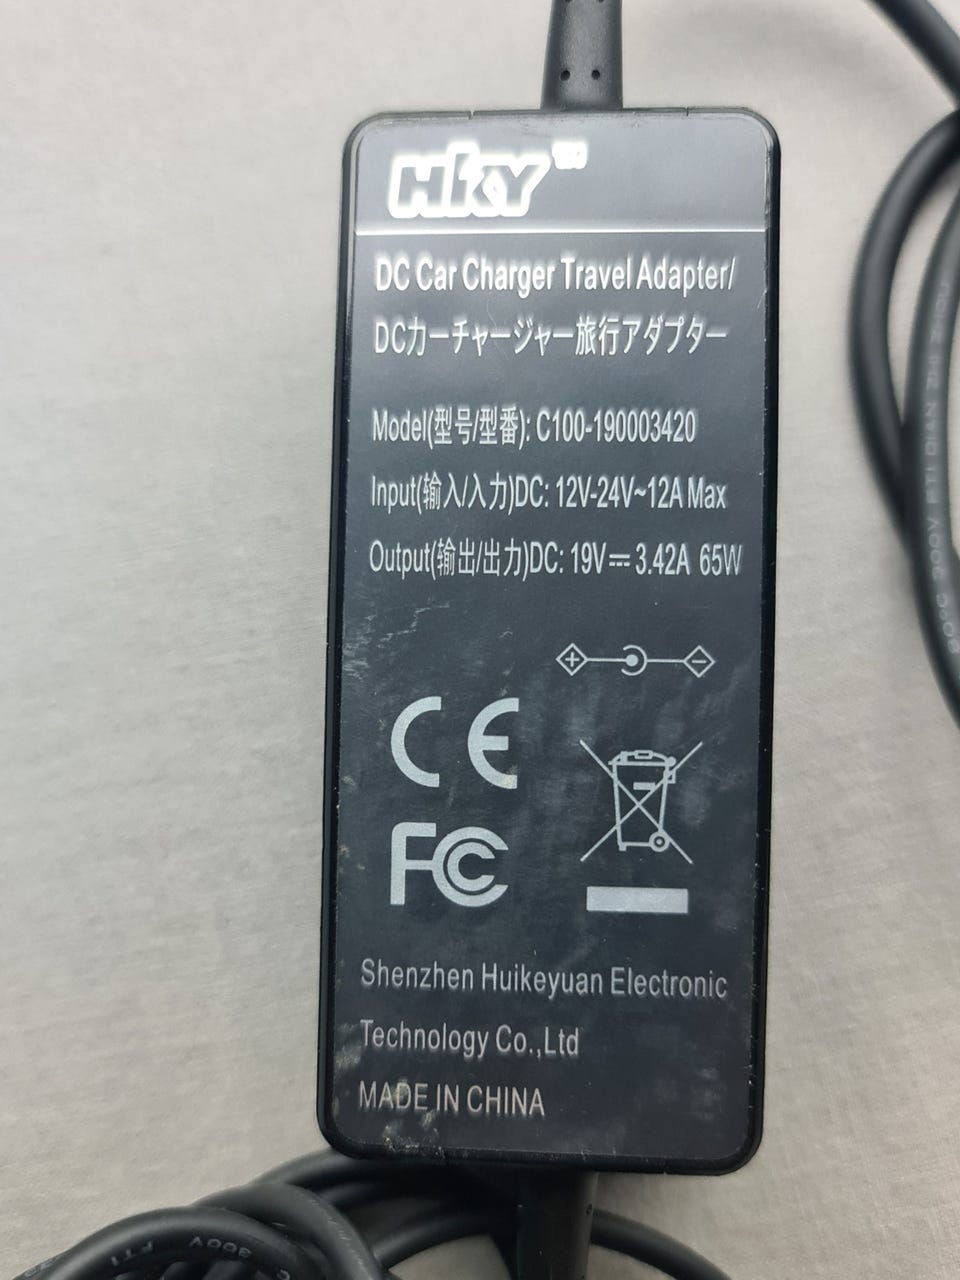 HKY™
DC Car Charger Travel Adapter/
DCカーチャージャー旅行アダプター
Model(型号/型番): C100-190003420
Input(输入/入力)DC: 12V-24V~12A Max
Output(输出/出力)DC: 19V⎓3.42A 65W
CE
FC
Shenzhen Huikeyuan Electronic
Technology Co.,Ltd
MADE IN CHINA
300V